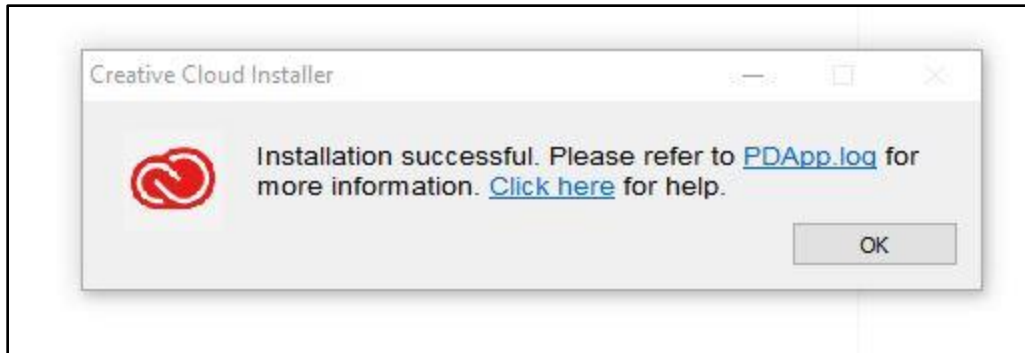 Creative Cloud Installer
Installation successful. Please refer to PDApp.log for
more information. Click here for help.
OK